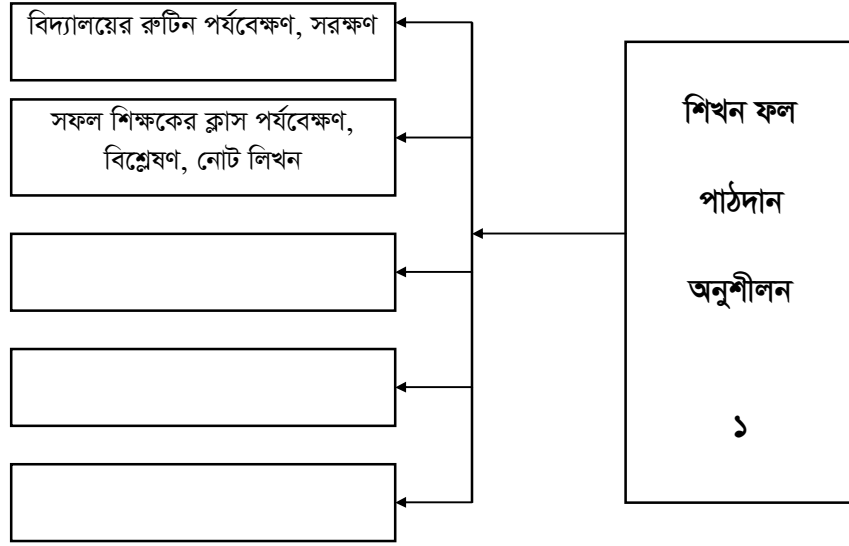 বিদ্যালয়ের রুটিন পর্যবেক্ষণ, সরক্ষণ
সফল শিক্ষকের ক্লাস পর্যবেক্ষণ,
বিশ্লেষণ, নোট লিখন
শিখন ফল
পাঠদান
অনুশীলন
১